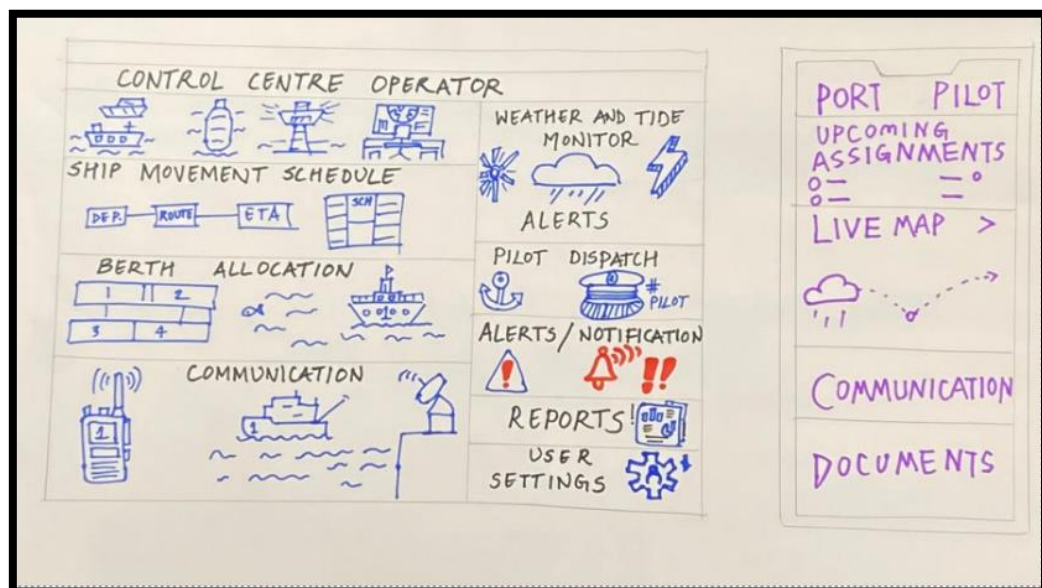 CONTROL CENTRE OPERATOR
SHIP MOVEMENT SCHEDULE
DEP.
ROUTE
ETA
SCH
BERTH ALLOCATION
1
2
3
4
1
COMMUNICATION
1
1
WEATHER AND TIDE
MONITOR
ALERTS
PILOT DISPATCH
#
PILOT
ALERTS/NOTIFICATION
!
!!
REPORTS
USER
SETTINGS
PORT PILOT
UPCOMING
ASSIGNMENTS
LIVE MAP >
COMMUNICATION
DOCUMENTS